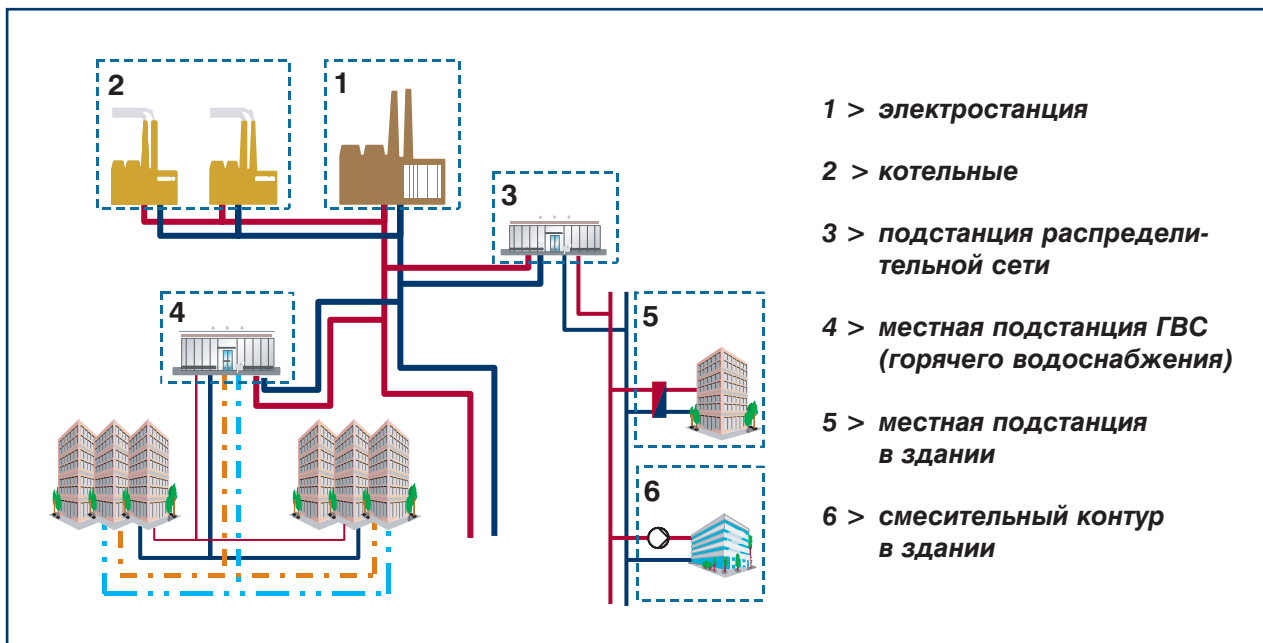 2
1
3
4
5
6
1 > электростанция
2 > котельные
3 > подстанция распредели-
тельной сети
4 > местная подстанция ГВС
(горячего водоснабжения)
5 > местная подстанция
в здании
6 > смесительный контур
в здании